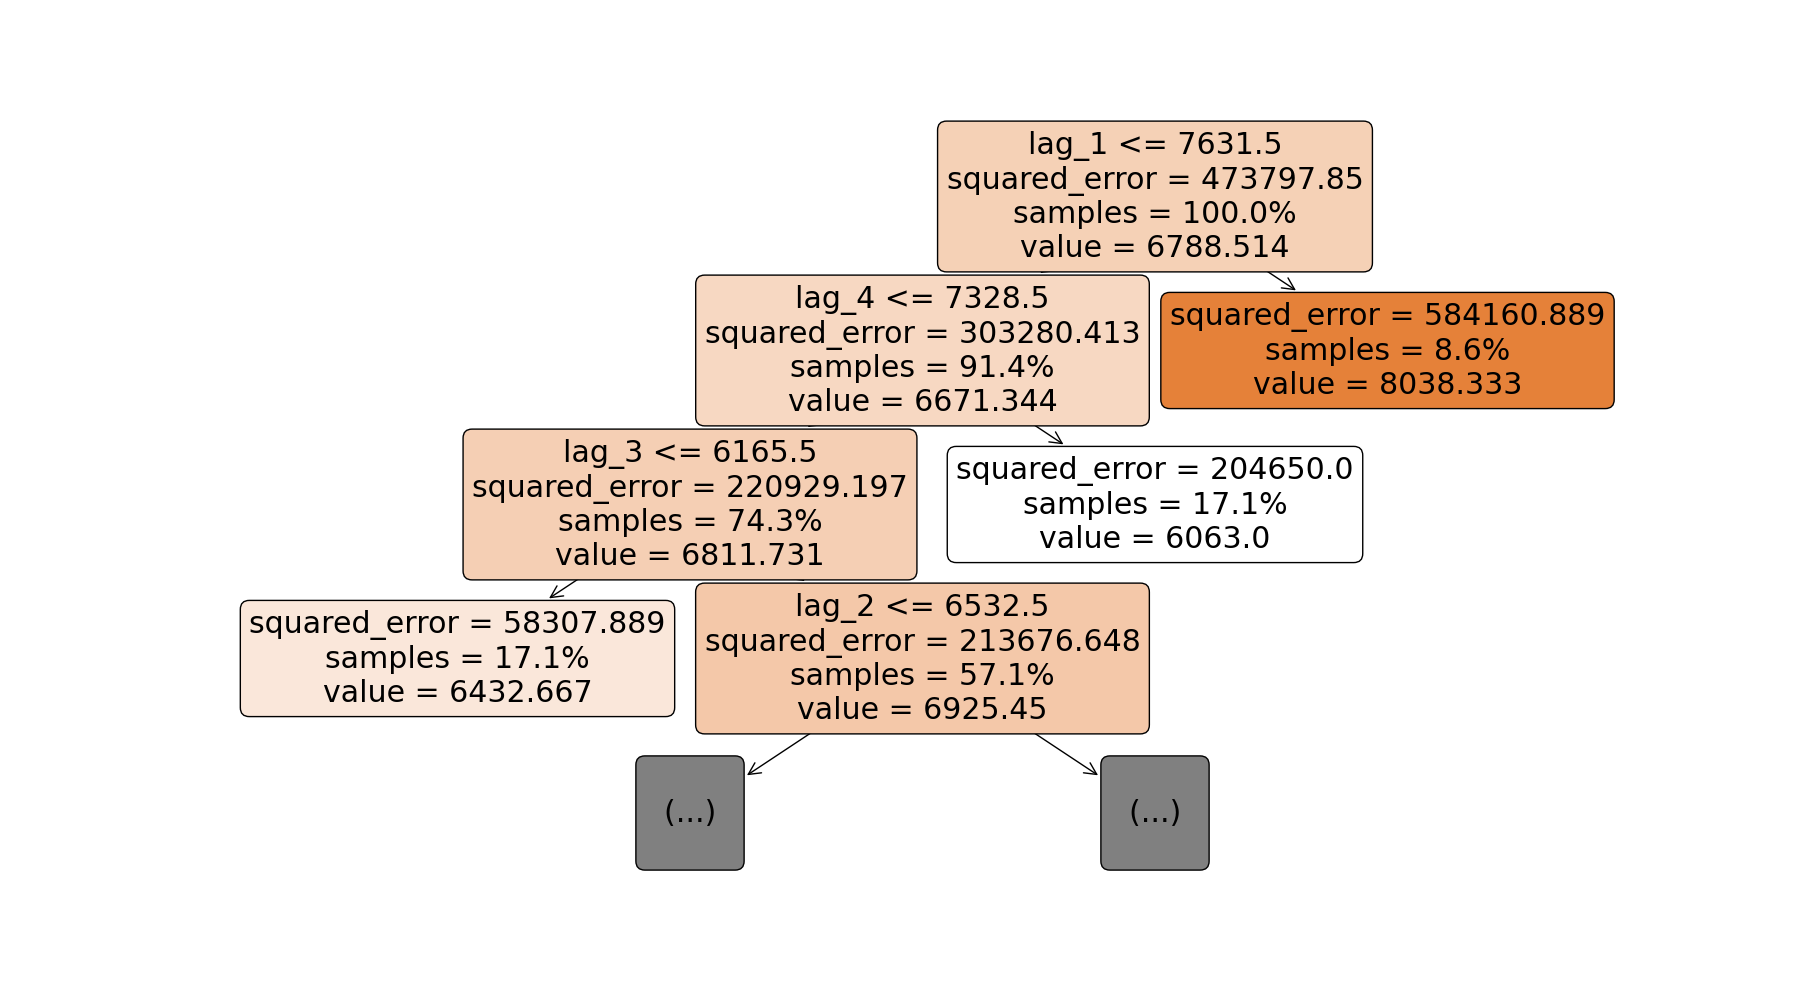 lag_1 <= 7631.5
squared_error = 473797.85
samples = 100.0%
value = 6788.514
lag_4 <= 7328.5
squared_error = 303280.413
samples = 91.4%
value = 6671.344
squared_error = 584160.889
samples = 8.6%
value = 8038.333
lag_3 <= 6165.5
squared_error = 220929.197
samples = 74.3%
value = 6811.731
squared_error = 204650.0
samples = 17.1%
value = 6063.0
squared_error = 58307.889
samples = 17.1%
value = 6432.667
lag_2 <= 6532.5
squared_error = 213676.648
samples = 57.1%
value = 6925.45
(...)
(...)